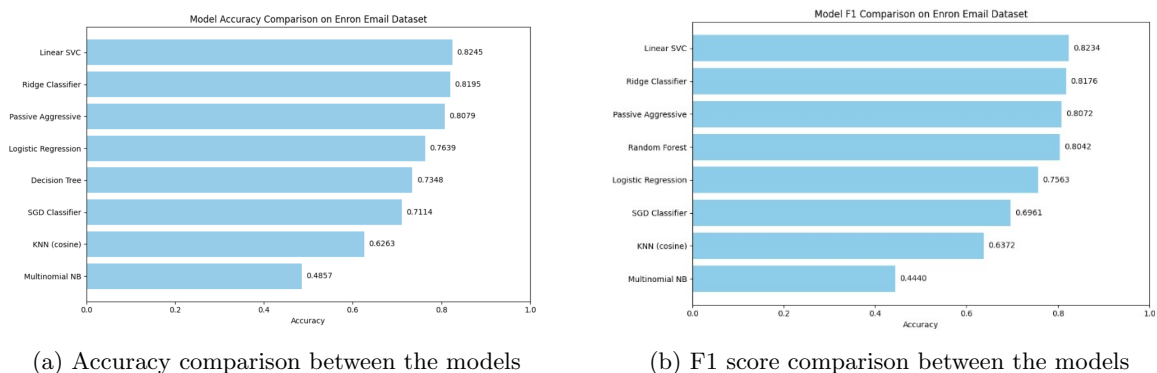 Model Accuracy Comparison on Enron Email Dataset
Linear SVC
0.8245
Ridge Classifier
0.8195
Passive Aggressive
0.8079
Logistic Regression
0.7639
Decision Tree
0.7348
SGD Classifier
0.7114
KNN (cosine)
0.6263
Multinomial NB
0.4857
0.0 0.2 0.4 0.6 0.8 1.0
Accuracy
(a) Accuracy comparison between the models
Model F1 Comparison on Enron Email Dataset
Linear SVC
0.8234
Ridge Classifier
0.8176
Passive Aggressive
0.8072
Random Forest
0.8042
Logistic Regression
0.7563
SGD Classifier
0.6961
KNN (cosine)
0.6372
Multinomial NB
0.4440
0.0 0.2 0.4 0.6 0.8 1.0
Accuracy
(b) F1 score comparison between the models